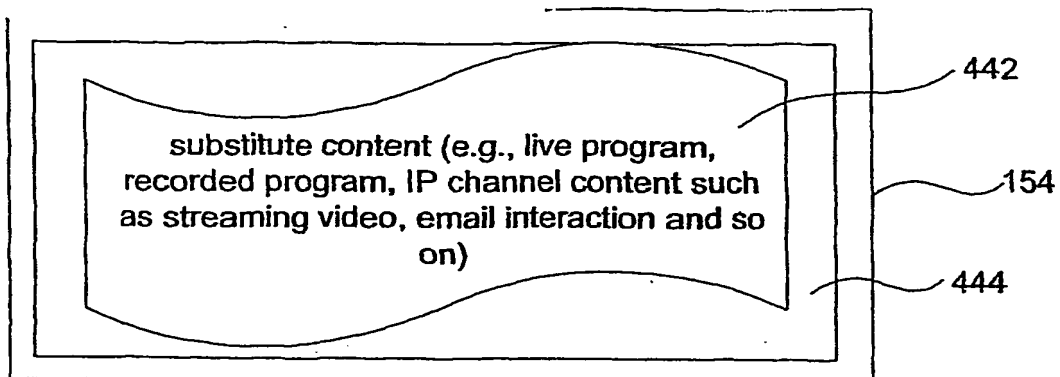 442
substitute content (e.g., live program,
recorded program, IP channel content such
as streaming video, email interaction and so
on)
154
444